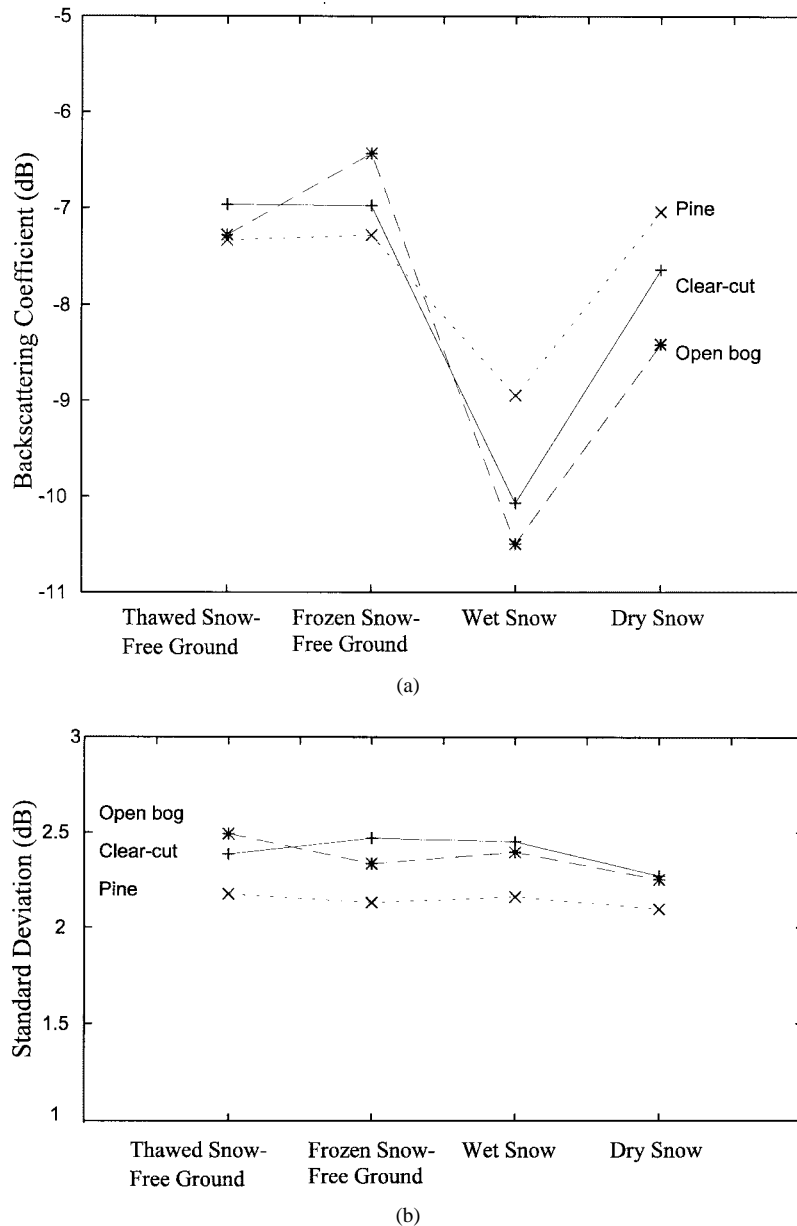 -5
-6
-7
-8
-9
-10
-11
Backscattering Coefficient (dB)
Pine
Clear-cut
Open bog
Thawed Snow-
Free Ground
Frozen Snow-
Free Ground
Wet Snow
Dry Snow
(a)
3
2.5
2
1.5
1
Standard Deviation (dB)
Open bog
Clear-cut
Pine
Thawed Snow-
Free Ground
Frozen Snow-
Free Ground
Wet Snow
Dry Snow
(b)